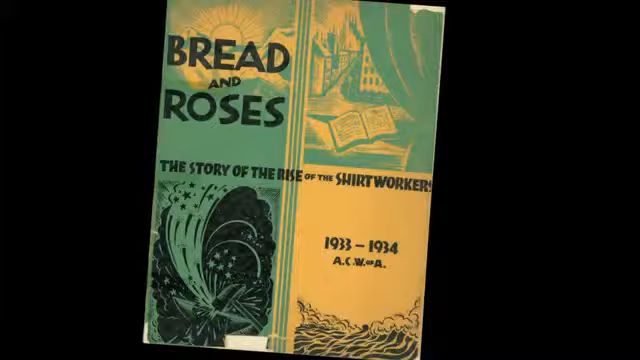 BREAD
AND
ROSES
THE STORY OF THE RISE OF THE SHIRTWORKERS
1933 – 1934
A.C.W. OF A.